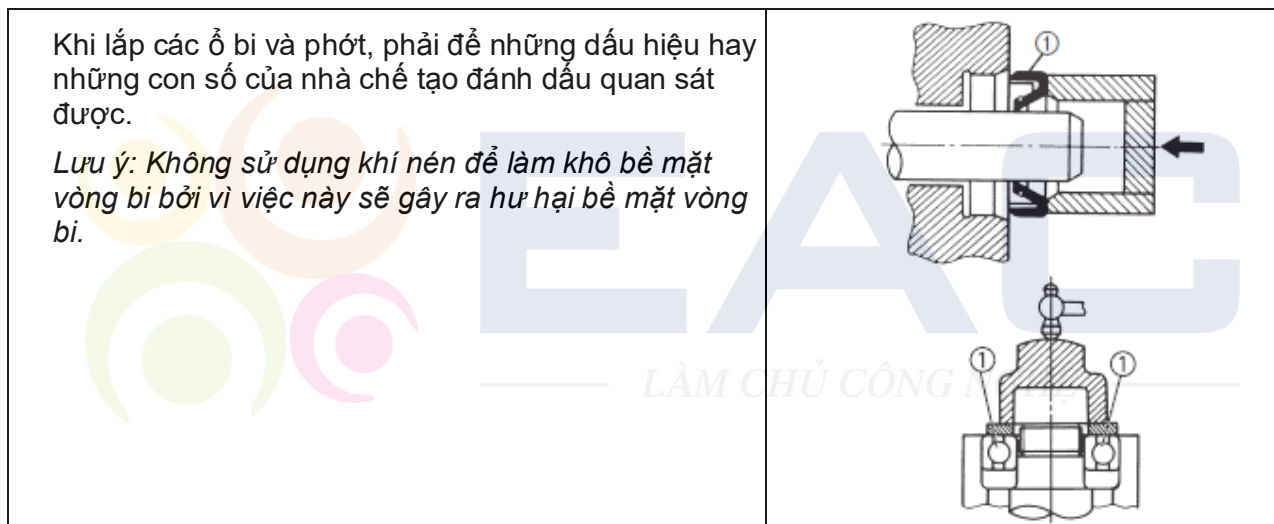 Khi lắp các ổ bi và phớt, phải để những dấu hiệu hay
những con số của nhà chế tạo đánh dấu quan sát
được.
Lưu ý: Không sử dụng khí nén để làm khô bề mặt
vòng bi bởi vì việc này sẽ gây ra hư hại bề mặt vòng
bi.
①
① ①
EAC
LÀM CHỦ CÔNG NGHỆ